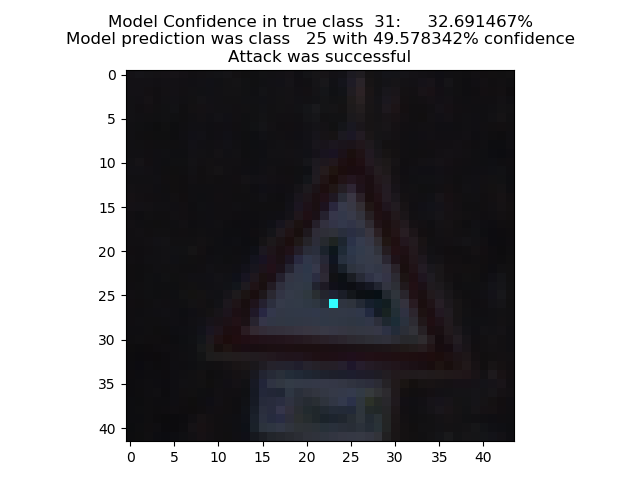 Model Confidence in true class  31:     32.691467%
Model prediction was class   25 with 49.578342% confidence
Attack was successful
0
5
10
15
20
25
30
35
40
0 5 10 15 20 25 30 35 40